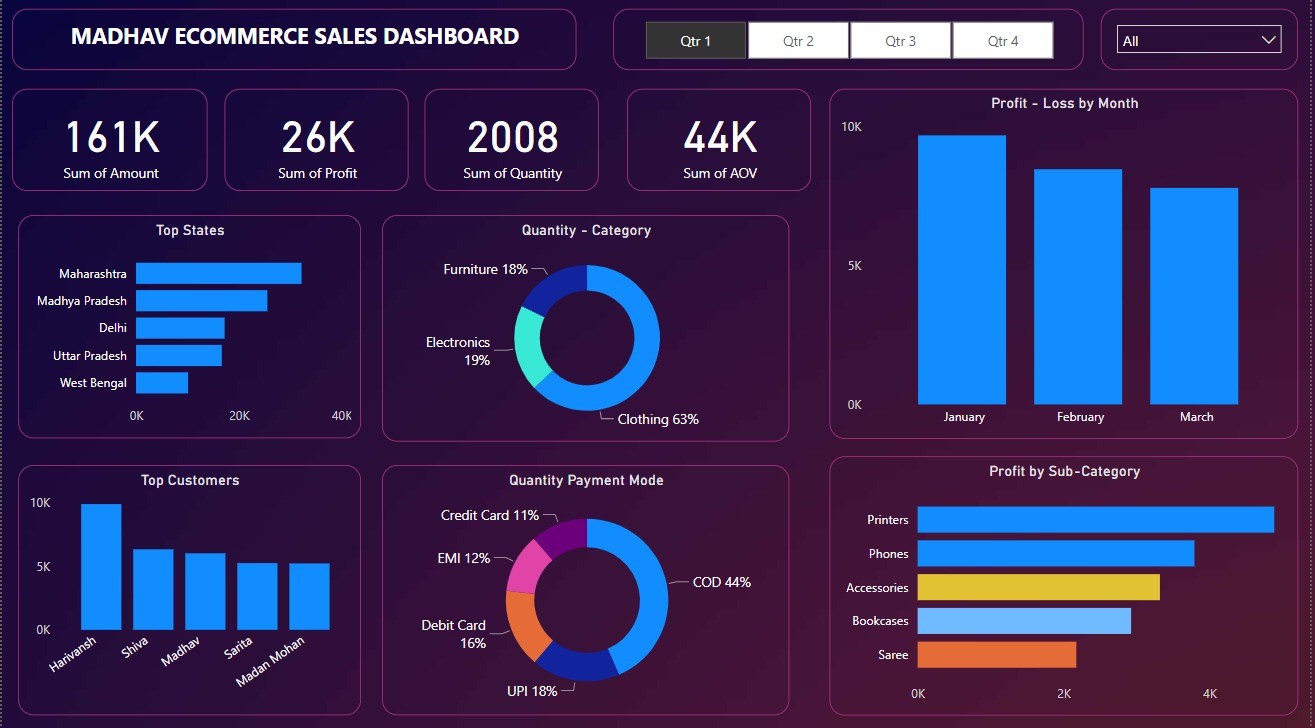 MADHAV ECOMMERCE SALES DASHBOARD
Qtr 1
Qtr 2
Qtr 3
Qtr 4
All
161K
Sum of Amount
26K
Sum of Profit
2008
Sum of Quantity
44K
Sum of AOV
Profit - Loss by Month
10K
5K
0K
January
February
March
Top States
Maharashtra
Madhya Pradesh
Delhi
Uttar Pradesh
West Bengal
0K
20K
40K
Quantity - Category
Furniture 18%
Electronics
19%
Clothing 63%
Top Customers
10K
5K
0K
Harivansh
Shiva
Madhav
Sarita
Madan Mohan
Quantity Payment Mode
Credit Card 11%
EMI 12%
COD 44%
Debit Card
16%
UPI 18%
Profit by Sub-Category
Printers
Phones
Accessories
Bookcases
Saree
0K
2K
4K